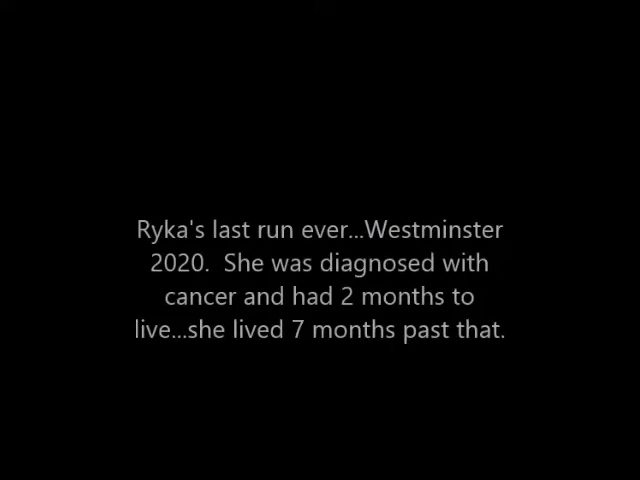 Ryka's last run ever...Westminster
2020.  She was diagnosed with
cancer and had 2 months to
live...she lived 7 months past that.